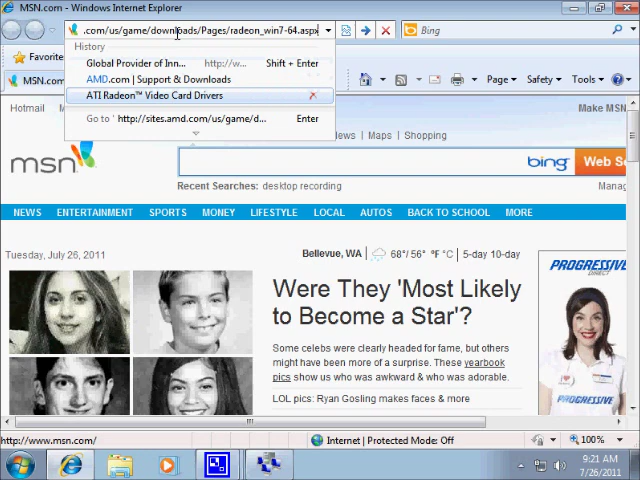 MSN.com - Windows Internet Explorer
.com/us/game/downloads/Pages/radeon_win7-64.aspx
Bing
History
Global Provider of Inn... http://w... Shift + Enter
AMD.com | Support & Downloads
ATI Radeon™ Video Card Drivers
Go to ' http://sites.amd.com/us/game/d... Enter
Favorites
MSN.com
Page Safety Tools
Hotmail
Make MSN
News | Maps | Shopping
msn
bing Web Se
Recent Searches: desktop recording
Manag
NEWS ENTERTAINMENT SPORTS MONEY LIFESTYLE LOCAL AUTOS BACK TO SCHOOL MORE
Tuesday, July 26, 2011
Bellevue, WA | 68°/ 56° °F °C | 5-day 10-day
Were They 'Most Likely
to Become a Star'?
Some celebs were clearly headed for fame, but others
might have been more of a surprise. These yearbook
pics show us who was awkward & who was adorable.
LOL pics: Ryan Gosling makes faces & more
PROGRESSIVE
DIRECT
PROGRESSIVE
http://www.msn.com/
Internet | Protected Mode: Off
100%
9:21 AM
7/26/2011